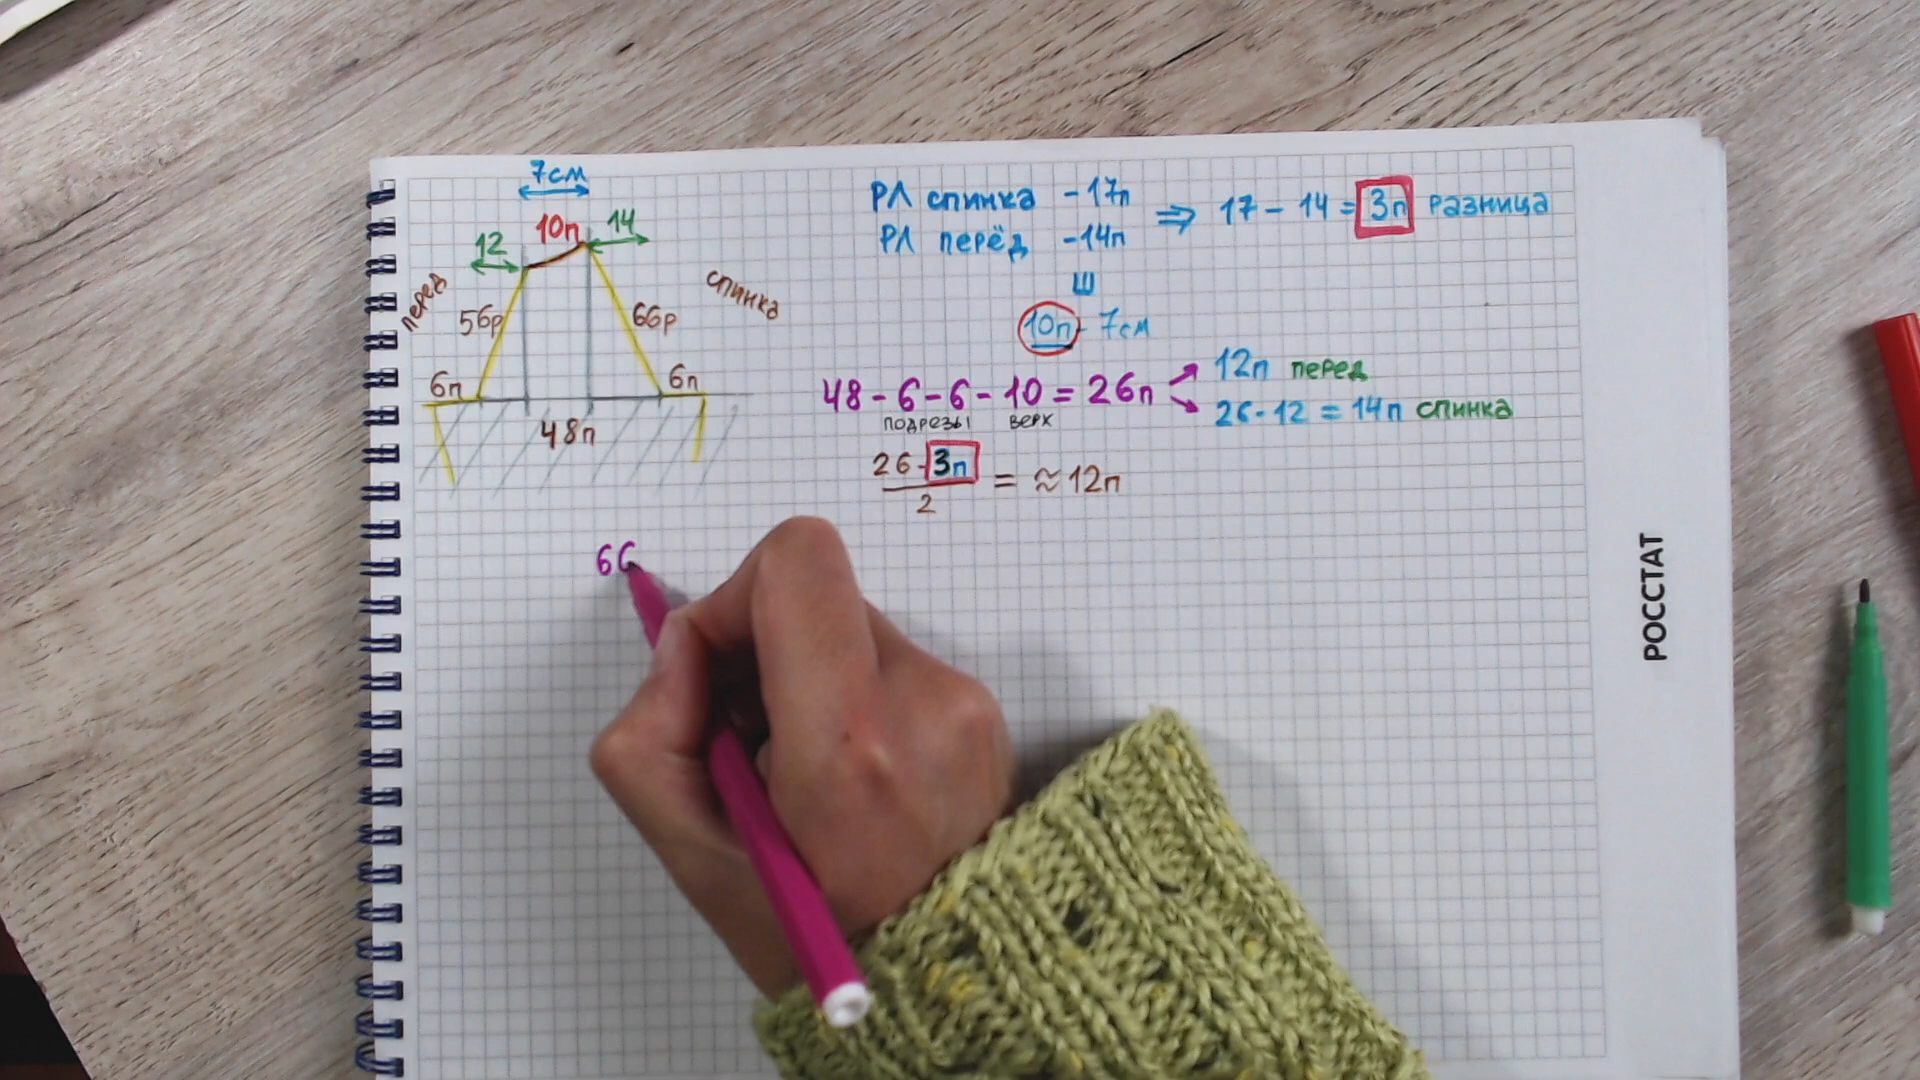 7см
10п
12
14
перед
спинка
56р
66р
6п
6п
48п
РЛ спинка - 17п
РЛ перёд - 14п
⇒ 17 - 14 = 3п разница
10п - 7см
48 - 6 - 6 - 10 = 26п
подрезы верх
12п перед
26 - 12 = 14п спинка
26 - 3п
2
= ≈ 12п
66
РОССТАТ